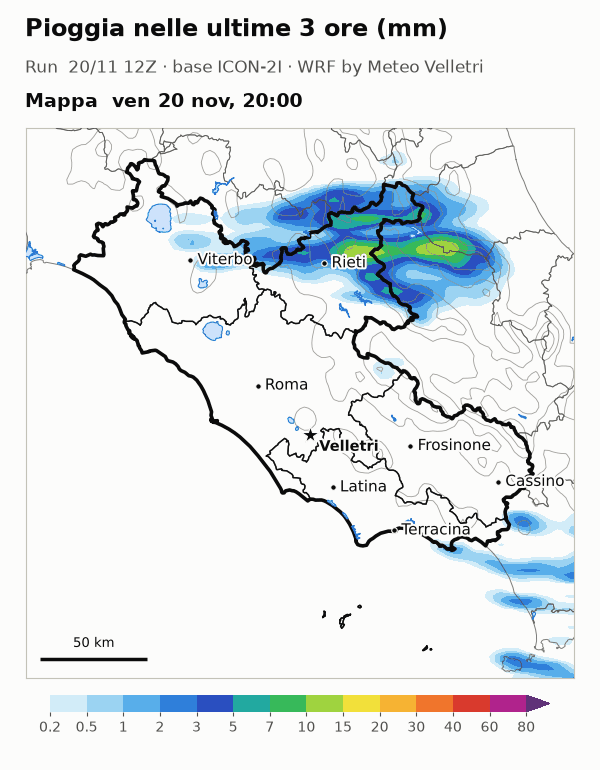 Pioggia nelle ultime 3 ore (mm)
Run  20/11 12Z · base ICON-2I · WRF by Meteo Velletri
Mappa  ven 20 nov, 20:00
Viterbo
Rieti
Roma
Velletri
Frosinone
Cassino
Latina
Terracina
50 km
0.2 0.5 1 2 3 5 7 10 15 20 30 40 60 80